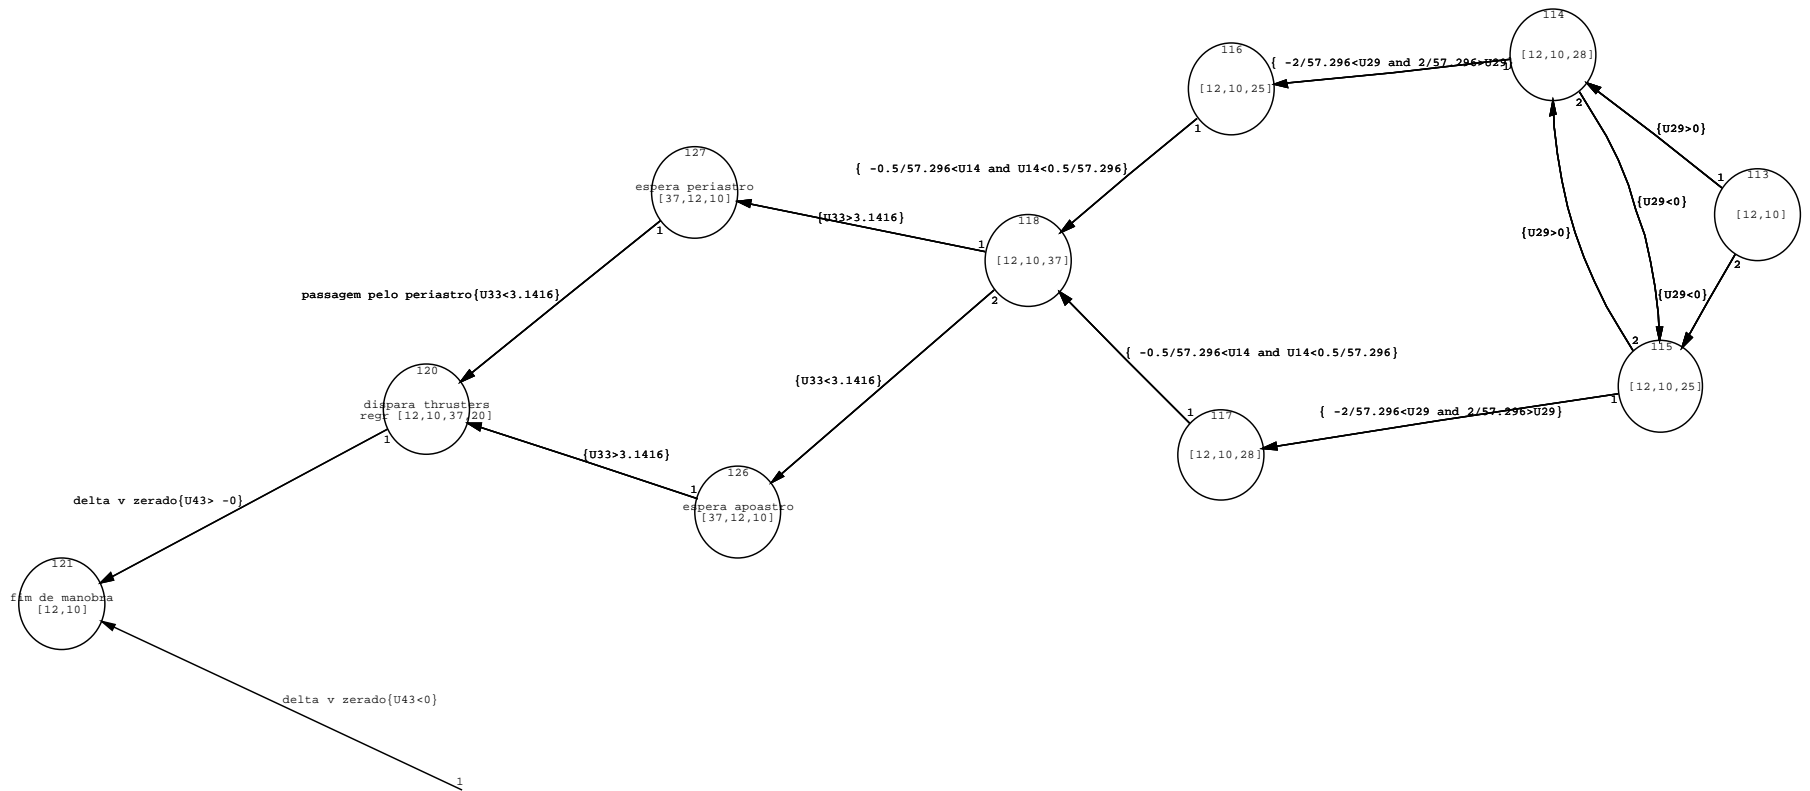 114
[12,10,28]
116
[12,10,25]
{ -2/57.296<U29 and 2/57.296>U29}
1
2
1
{U29>0}
1
113
[12,10]
2
127
espera periastro
[37,12,10]
1
{ -0.5/57.296<U14 and U14<0.5/57.296}
{U33>3.1416}
118
[12,10,37]
1
2
{U29<0}
{U29>0}
{U29<0}
passagem pelo periastro{U33<3.1416}
2
115
[12,10,25]
1
{ -0.5/57.296<U14 and U14<0.5/57.296}
{U33<3.1416}
120
dispara thrusters
regr [12,10,37,20]
1
{ -2/57.296<U29 and 2/57.296>U29}
1
117
[12,10,28]
{U33>3.1416}
126
1
espera apoastro
[37,12,10]
delta v zerado{U43> -0}
121
fim de manobra
[12,10]
delta v zerado{U43<0}
1